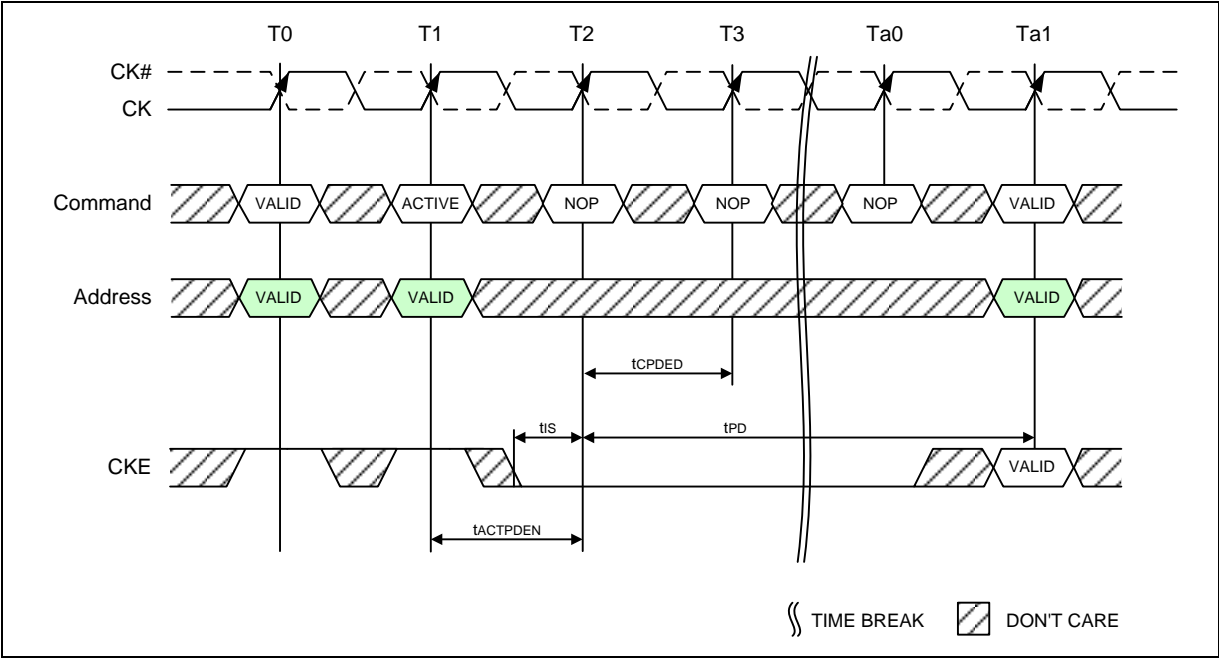 T0 T1 T2 T3 Ta0 Ta1
CK#
CK
Command VALID ACTIVE NOP NOP NOP VALID
Address VALID VALID VALID
tCPDED
tIS tPD
CKE VALID
tACTPDEN
TIME BREAK DON'T CARE